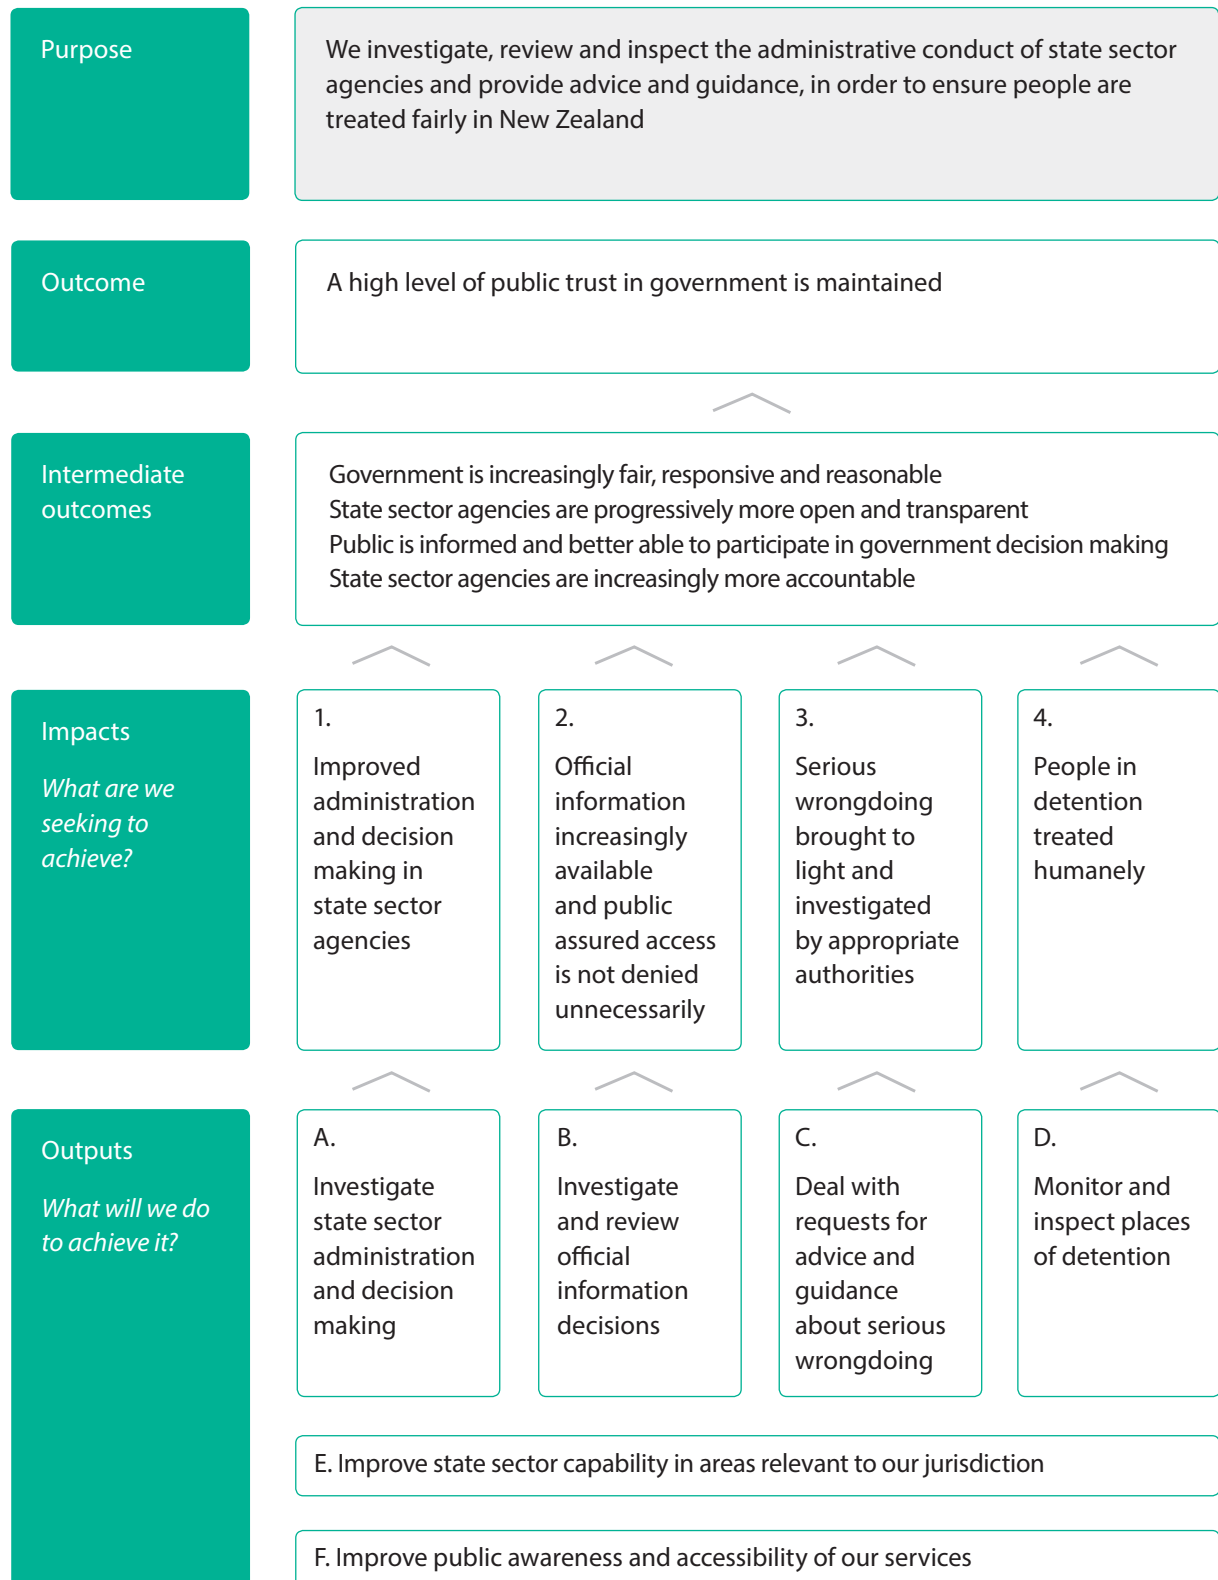 Purpose
We investigate, review and inspect the administrative conduct of state sector
agencies and provide advice and guidance, in order to ensure people are
treated fairly in New Zealand
Outcome
A high level of public trust in government is maintained
Intermediate
outcomes
Government is increasingly fair, responsive and reasonable
State sector agencies are progressively more open and transparent
Public is informed and better able to participate in government decision making
State sector agencies are increasingly more accountable
Impacts
What are we
seeking to
achieve?
1.
Improved
administration
and decision
making in
state sector
agencies
2.
Official
information
increasingly
available
and public
assured access
is not denied
unnecessarily
3.
Serious
wrongdoing
brought to
light and
investigated
by appropriate
authorities
4.
People in
detention
treated
humanely
Outputs
What will we do
to achieve it?
A.
Investigate
state sector
administration
and decision
making
B.
Investigate
and review
official
information
decisions
C.
Deal with
requests for
advice and
guidance
about serious
wrongdoing
D.
Monitor and
inspect places
of detention
E. Improve state sector capability in areas relevant to our jurisdiction
F. Improve public awareness and accessibility of our services